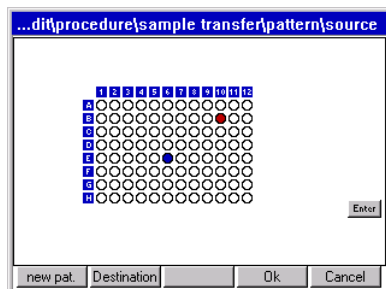 ...dit\procedure\sample transfer\pattern\source
1 2 3 4 5 6 7 8 9 10 11 12
A
B
C
D
E
F
G
H
Enter
new pat. Destination Ok Cancel